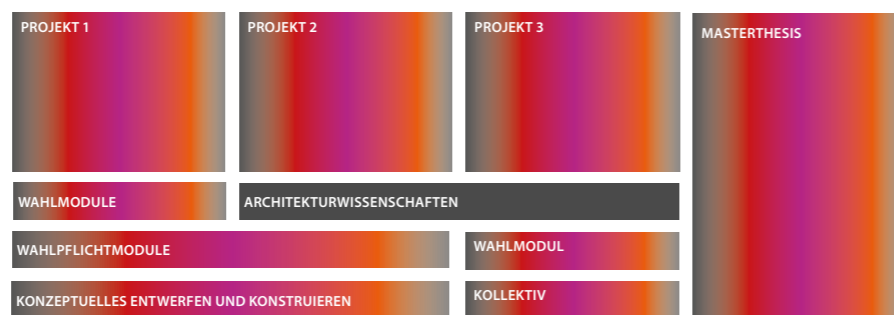 PROJEKT 1
PROJEKT 2
PROJEKT 3
MASTERTHESIS
WAHLMODULE
ARCHITEKTURWISSENSCHAFTEN
WAHLPFLICHTMODULE
WAHLMODUL
KONZEPTUELLES ENTWERFEN UND KONSTRUIEREN
KOLLEKTIV